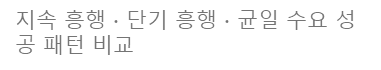 지속 흥행 · 단기 흥행 · 균일 수요 성
공 패턴 비교